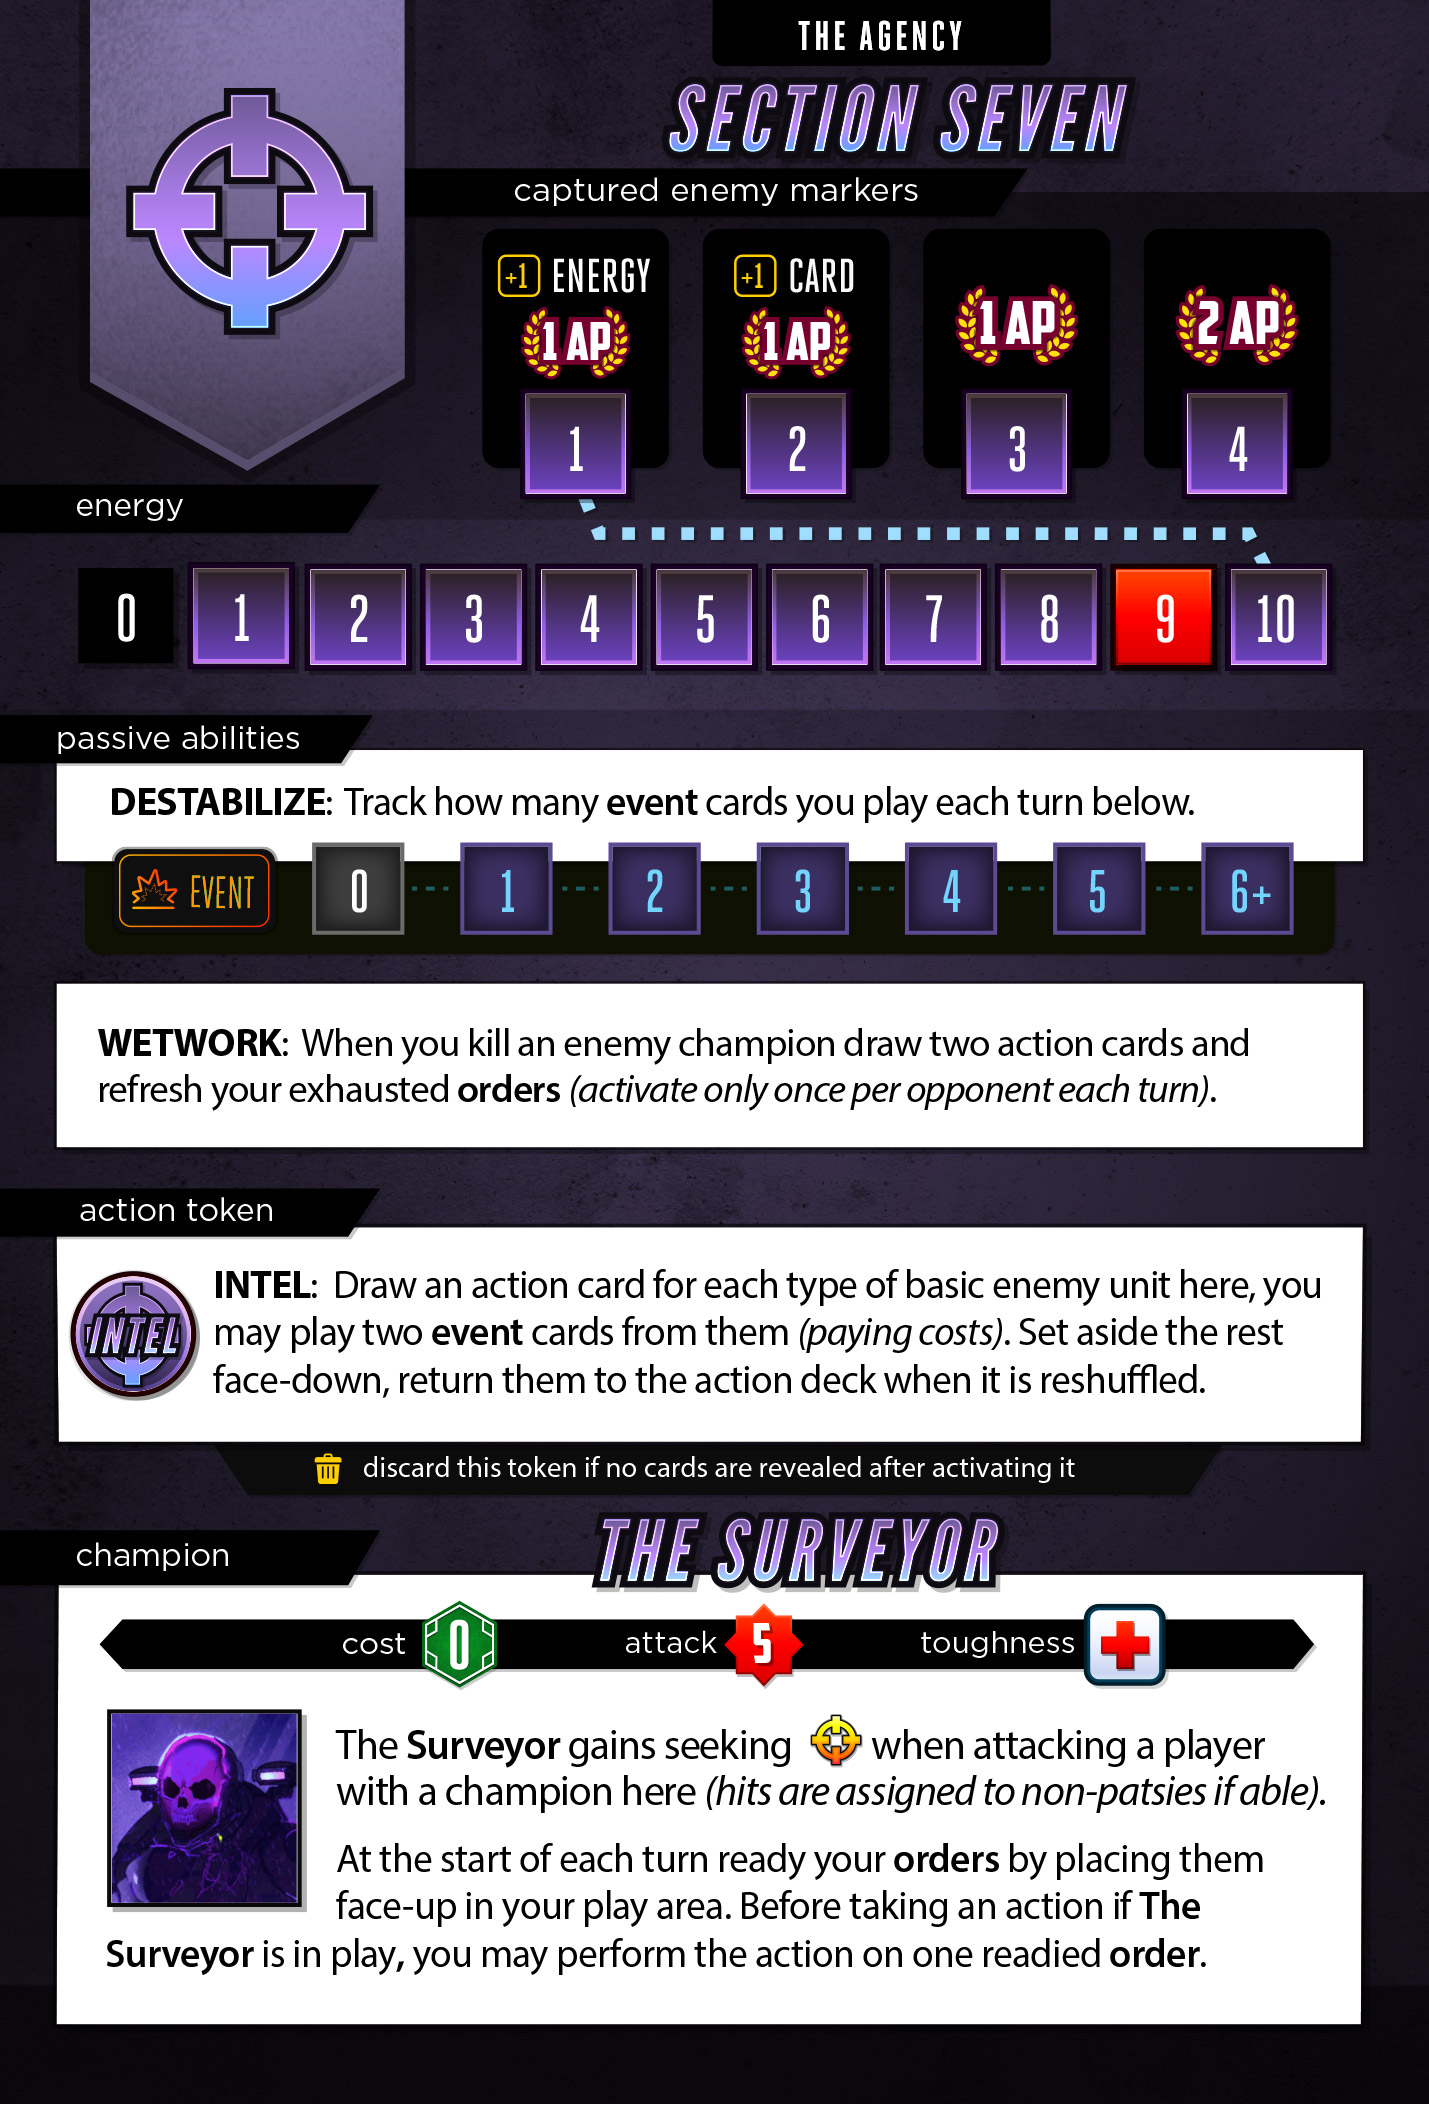 THE AGENCY
SECTION SEVEN
captured enemy markers
+1 ENERGY
1 AP
1
+1 CARD
1 AP
2
1 AP
3
2 AP
4
energy
0 1 2 3 4 5 6 7 8 9 10
passive abilities
DESTABILIZE: Track how many event cards you play each turn below.
EVENT 0 1 2 3 4 5 6+
WETWORK: When you kill an enemy champion draw two action cards and
refresh your exhausted orders (activate only once per opponent each turn).
action token
INTEL
INTEL: Draw an action card for each type of basic enemy unit here, you
may play two event cards from them (paying costs). Set aside the rest
face-down, return them to the action deck when it is reshuffled.
discard this token if no cards are revealed after activating it
champion
THE SURVEYOR
cost 0 attack 5 toughness
The Surveyor gains seeking when attacking a player
with a champion here (hits are assigned to non-patsies if able).
At the start of each turn ready your orders by placing them
face-up in your play area. Before taking an action if The
Surveyor is in play, you may perform the action on one readied order.